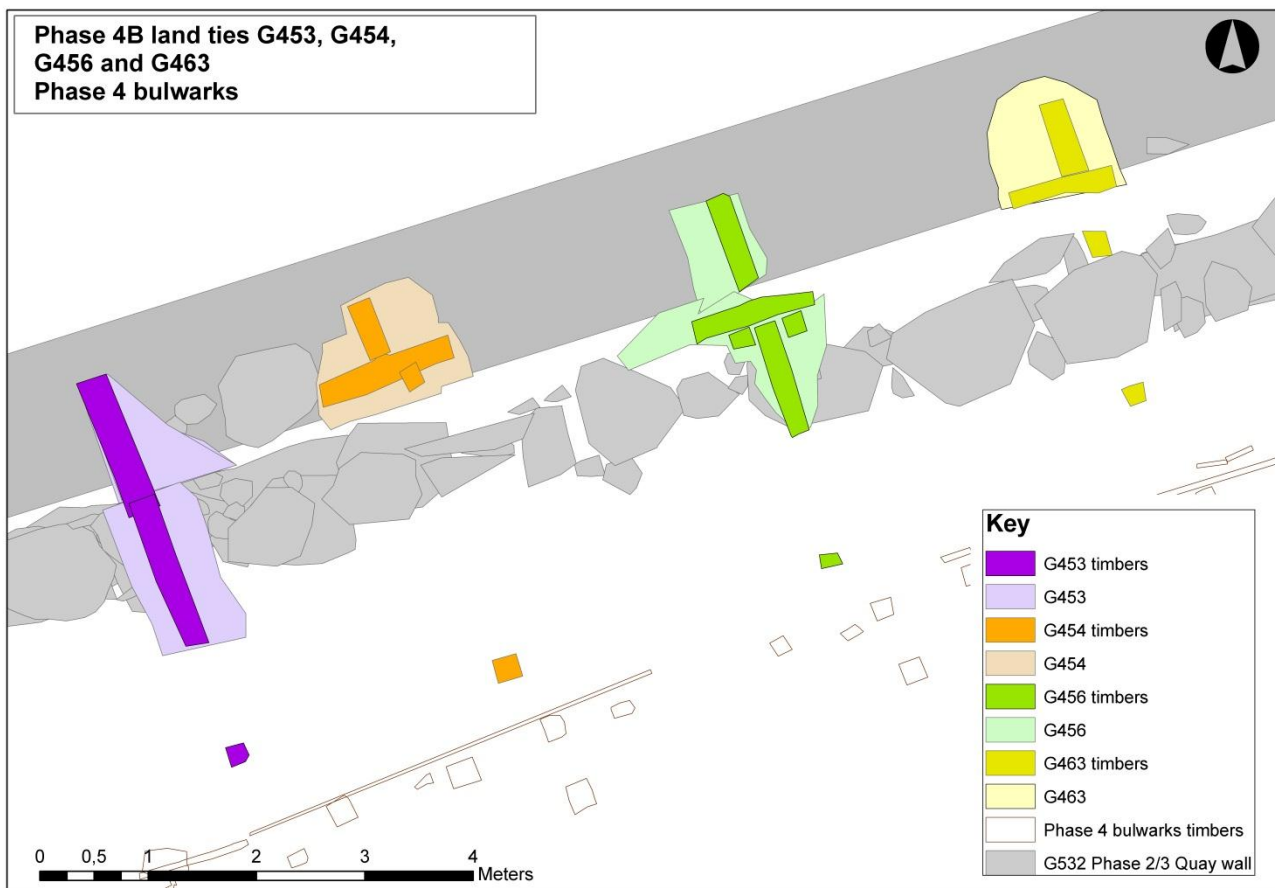 Phase 4B land ties G453, G454,
G456 and G463
Phase 4 bulwarks
Key
G453 timbers
G453
G454 timbers
G454
G456 timbers
G456
G463 timbers
G463
Phase 4 bulwarks timbers
G532 Phase 2/3 Quay wall
0 0,5 1 2 3 4
Meters